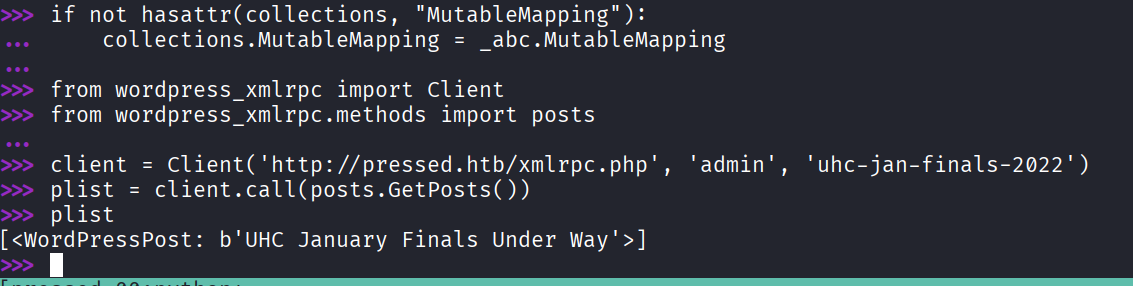 >>> if not hasattr(collections, "MutableMapping"):
...     collections.MutableMapping = _abc.MutableMapping
...
>>> from wordpress_xmlrpc import Client
>>> from wordpress_xmlrpc.methods import posts
...
>>> client = Client('http://pressed.htb/xmlrpc.php', 'admin', 'uhc-jan-finals-2022')
>>> plist = client.call(posts.GetPosts())
>>> plist
[<WordPressPost: b'UHC January Finals Under Way'>]
>>>